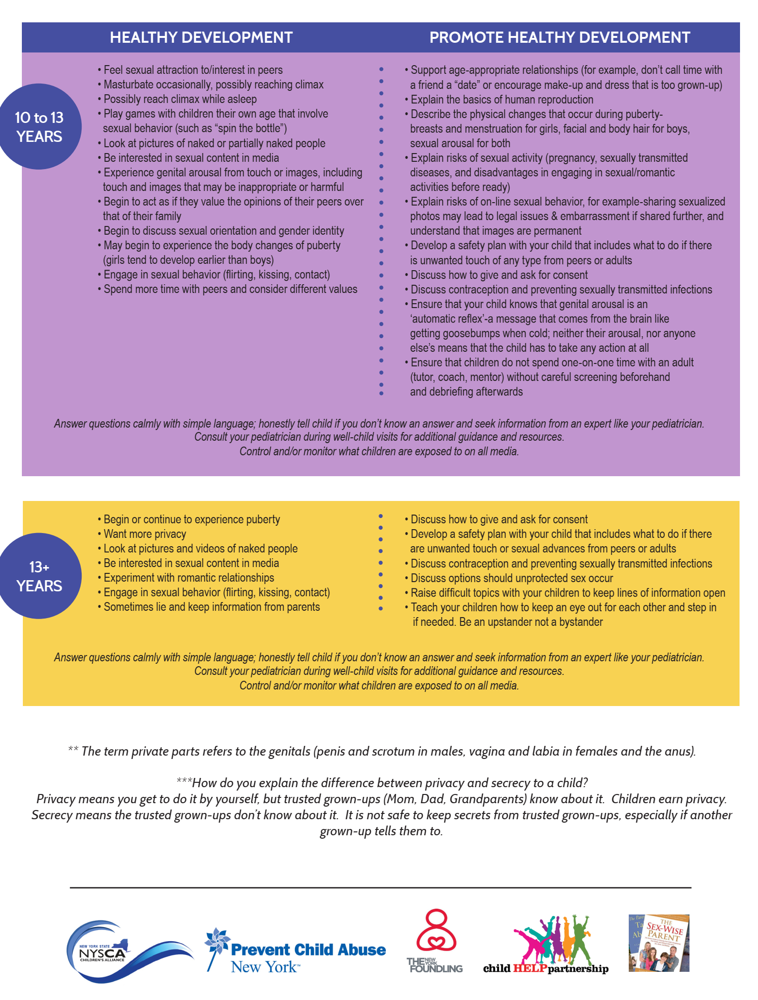 HEALTHY DEVELOPMENT
PROMOTE HEALTHY DEVELOPMENT
10 to 13
YEARS
• Feel sexual attraction to/interest in peers
• Masturbate occasionally, possibly reaching climax
• Possibly reach climax while asleep
• Play games with children their own age that involve
sexual behavior (such as “spin the bottle”)
• Look at pictures of naked or partially naked people
• Be interested in sexual content in media
• Experience genital arousal from touch or images, including
touch and images that may be inappropriate or harmful
• Begin to act as if they value the opinions of their peers over
that of their family
• Begin to discuss sexual orientation and gender identity
• May begin to experience the body changes of puberty
(girls tend to develop earlier than boys)
• Engage in sexual behavior (flirting, kissing, contact)
• Spend more time with peers and consider different values
• Support age-appropriate relationships (for example, don’t call time with
a friend a “date” or encourage make-up and dress that is too grown-up)
• Explain the basics of human reproduction
• Describe the physical changes that occur during puberty-
breasts and menstruation for girls, facial and body hair for boys,
sexual arousal for both
• Explain risks of sexual activity (pregnancy, sexually transmitted
diseases, and disadvantages in engaging in sexual/romantic
activities before ready)
• Explain risks of on-line sexual behavior, for example-sharing sexualized
photos may lead to legal issues & embarrassment if shared further, and
understand that images are permanent
• Develop a safety plan with your child that includes what to do if there
is unwanted touch of any type from peers or adults
• Discuss how to give and ask for consent
• Discuss contraception and preventing sexually transmitted infections
• Ensure that your child knows that genital arousal is an
‘automatic reflex’-a message that comes from the brain like
getting goosebumps when cold; neither their arousal, nor anyone
else’s means that the child has to take any action at all
• Ensure that children do not spend one-on-one time with an adult
(tutor, coach, mentor) without careful screening beforehand
and debriefing afterwards
Answer questions calmly with simple language; honestly tell child if you don’t know an answer and seek information from an expert like your pediatrician.
Consult your pediatrician during well-child visits for additional guidance and resources.
Control and/or monitor what children are exposed to on all media.
13+
YEARS
• Begin or continue to experience puberty
• Want more privacy
• Look at pictures and videos of naked people
• Be interested in sexual content in media
• Experiment with romantic relationships
• Engage in sexual behavior (flirting, kissing, contact)
• Sometimes lie and keep information from parents
• Discuss how to give and ask for consent
• Develop a safety plan with your child that includes what to do if there
are unwanted touch or sexual advances from peers or adults
• Discuss contraception and preventing sexually transmitted infections
• Discuss options should unprotected sex occur
• Raise difficult topics with your children to keep lines of information open
• Teach your children how to keep an eye out for each other and step in
if needed. Be an upstander not a bystander
Answer questions calmly with simple language; honestly tell child if you don’t know an answer and seek information from an expert like your pediatrician.
Consult your pediatrician during well-child visits for additional guidance and resources.
Control and/or monitor what children are exposed to on all media.
** The term private parts refers to the genitals (penis and scrotum in males, vagina and labia in females and the anus).
***How do you explain the difference between privacy and secrecy to a child?
Privacy means you get to do it by yourself, but trusted grown-ups (Mom, Dad, Grandparents) know about it. Children earn privacy.
Secrecy means the trusted grown-ups don’t know about it. It is not safe to keep secrets from trusted grown-ups, especially if another
grown-up tells them to.
NEW YORK STATE
NYSCA
CHILDREN'S ALLIANCE
Prevent Child Abuse
New York™
THE NEW YORK
FOUNDLING
child HELP partnership
THE
SEX-WISE
PARENT